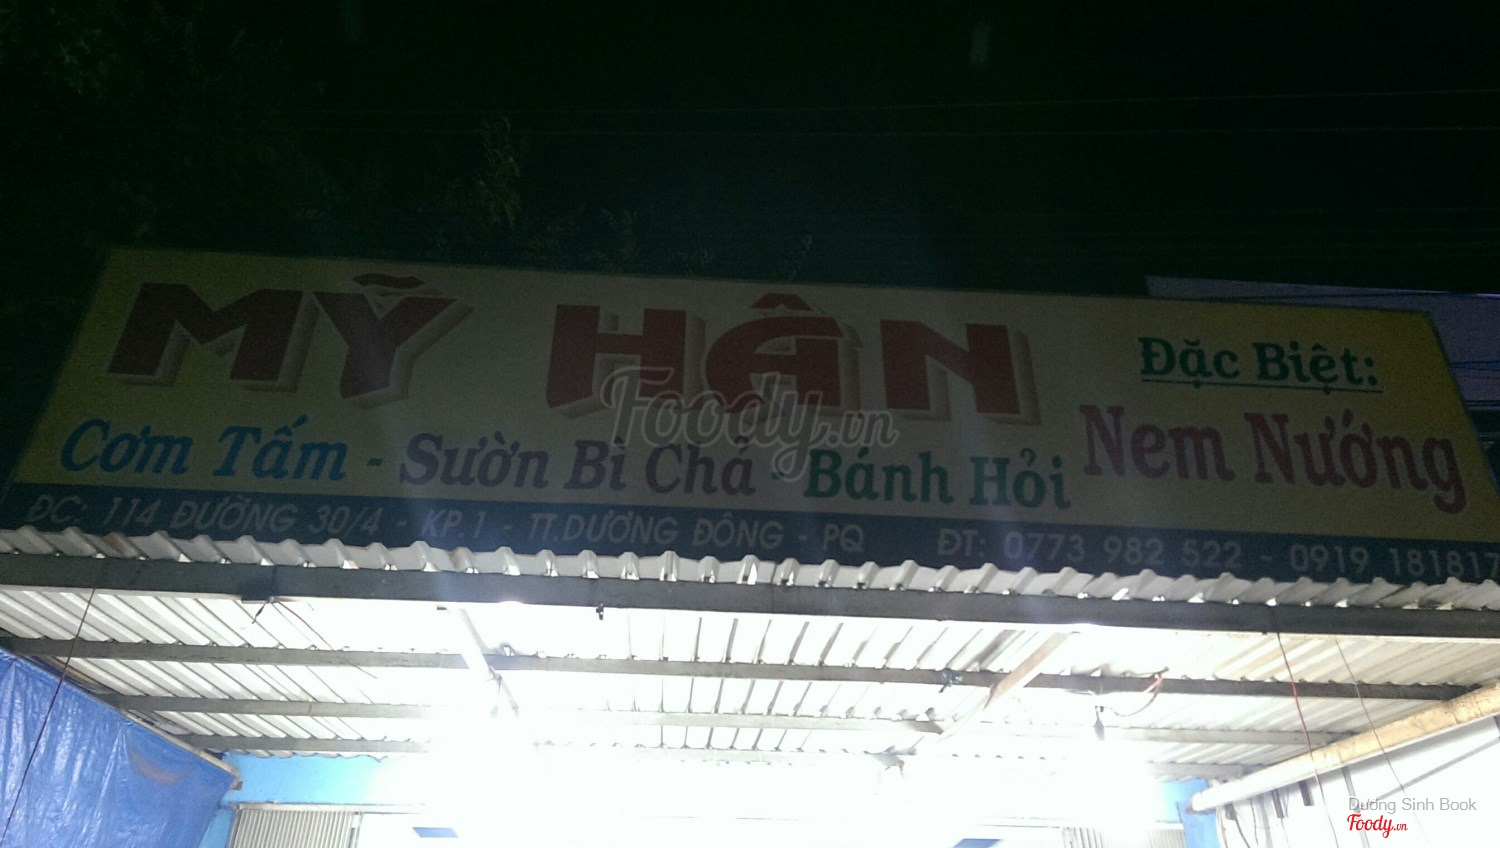 MỸ HÂN
Đặc Biệt:
Nem Nướng
Cơm Tấm - Sườn Bì Chả - Bánh Hỏi
ĐC: 114 ĐƯỜNG 30/4 - KP.1 - TT.DƯƠNG ĐÔNG - PQ ĐT: 0773 982 522 - 0919 181817
Foody.vn
Dương Sinh Book
Foody.vn